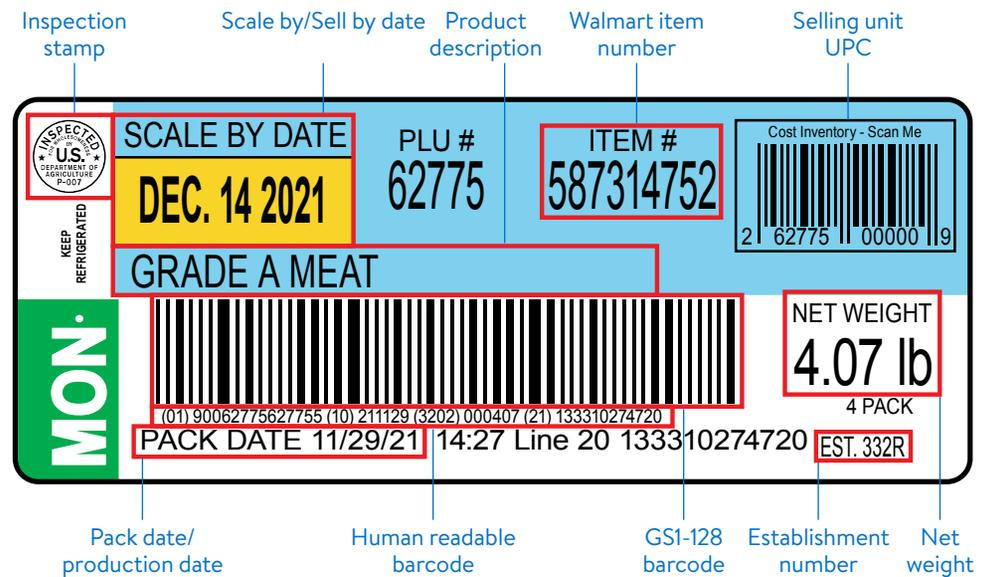 Inspection
stamp
Scale by/Sell by date
Product
description
Walmart item
number
Selling unit
UPC
INSPECTED
FOR WHOLESOMENESS
BY
U.S.
DEPARTMENT OF
AGRICULTURE
P-007
KEEP
REFRIGERATED
SCALE BY DATE
DEC. 14 2021
PLU #
62775
ITEM #
587314752
Cost Inventory - Scan Me
2 62775 00000 9
GRADE A MEAT
MON.
(01) 90062775627755 (10) 211129 (3202) 000407 (21) 133310274720
NET WEIGHT
4.07 lb
4 PACK
PACK DATE 11/29/21 14:27 Line 20 133310274720
EST. 332R
Pack date/
production date
Human readable
barcode
GS1-128
barcode
Establishment
number
Net
weight